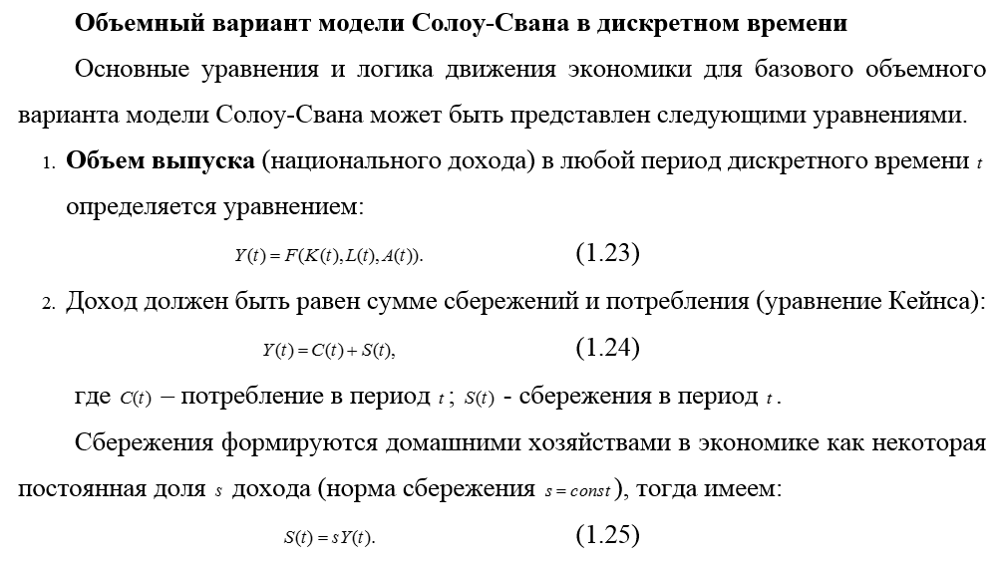 Объемный вариант модели Солоу-Свана в дискретном времени
Основные уравнения и логика движения экономики для базового объемного
варианта модели Солоу-Свана может быть представлен следующими уравнениями.
1. Объем выпуска (национального дохода) в любой период дискретного времени t
определяется уравнением:
Y(t) = F(K(t), L(t), A(t)). (1.23)
2. Доход должен быть равен сумме сбережений и потребления (уравнение Кейнса):
Y(t) = C(t) + S(t), (1.24)
где C(t) – потребление в период t ; S(t) - сбережения в период t .
Сбережения формируются домашними хозяйствами в экономике как некоторая
постоянная доля s дохода (норма сбережения s = const ), тогда имеем:
S(t) = sY(t). (1.25)